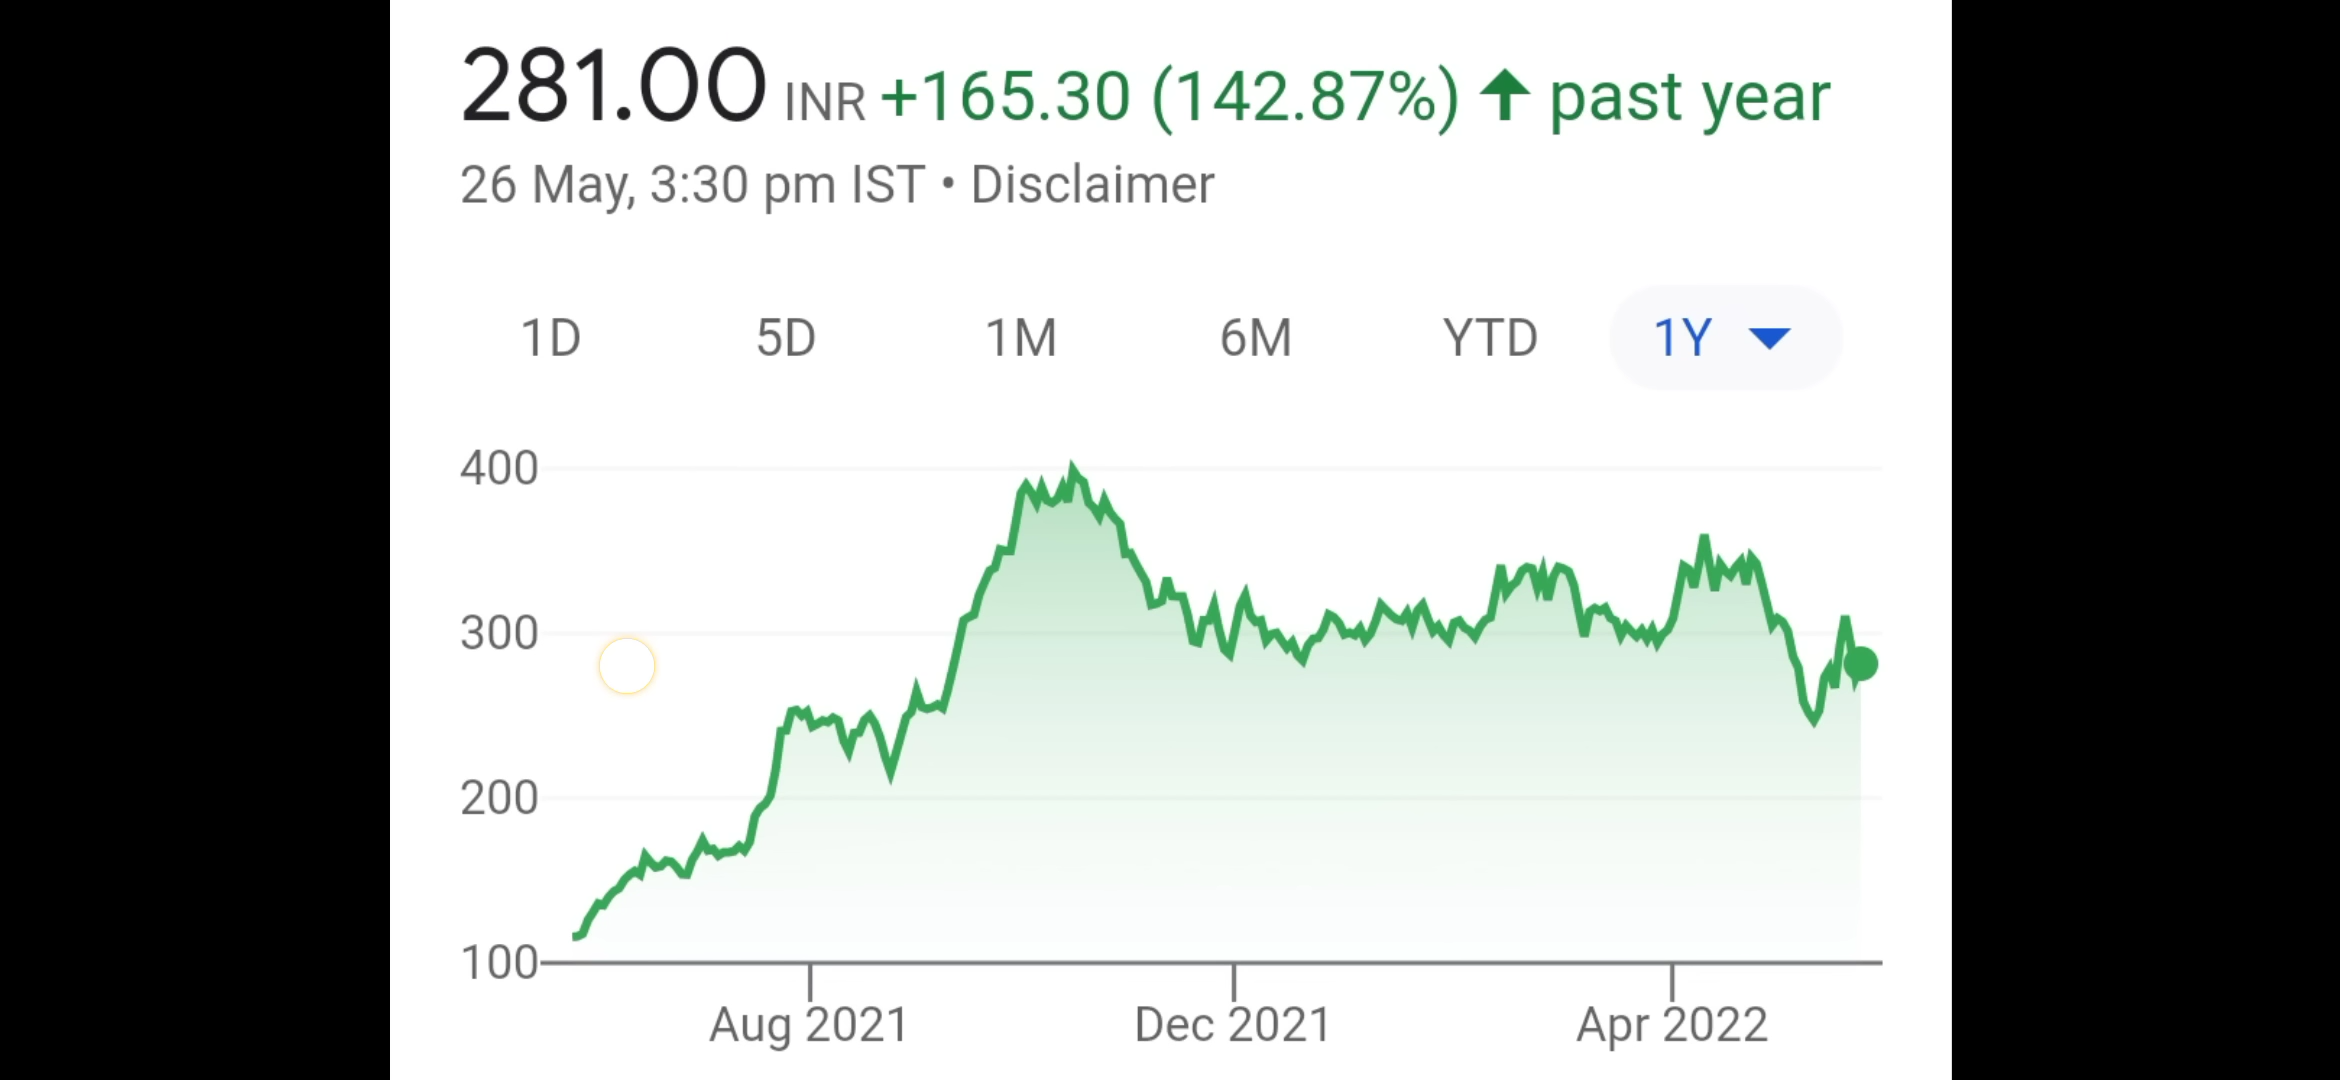 281.00 INR +165.30 (142.87%) ↑ past year
26 May, 3:30 pm IST • Disclaimer
1D 5D 1M 6M YTD 1Y
400
300
200
100
Aug 2021 Dec 2021 Apr 2022